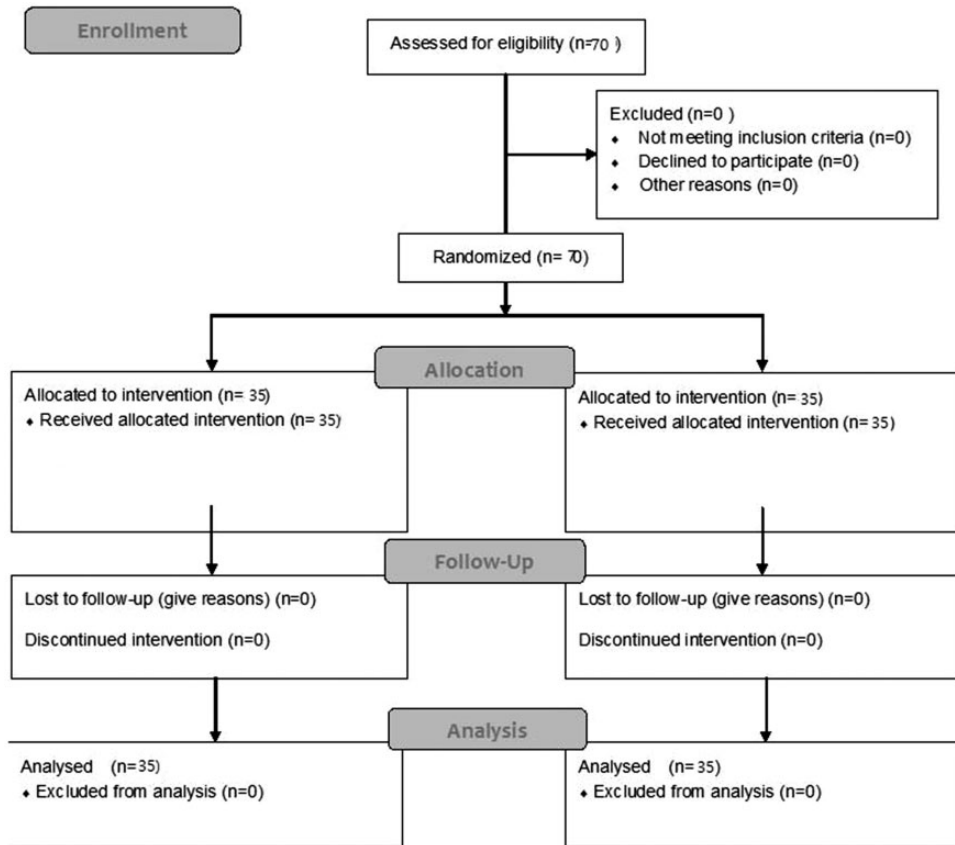 Enrollment
Assessed for eligibility (n=70 )
Excluded (n=0 )
⬧ Not meeting inclusion criteria (n=0)
⬧ Declined to participate (n=0)
⬧ Other reasons (n=0)
Randomized (n= 70)
Allocation
Allocated to intervention (n= 35)
⬧ Received allocated intervention (n= 35)
Allocated to intervention (n= 35)
⬧ Received allocated intervention (n= 35)
Follow-Up
Lost to follow-up (give reasons) (n=0)
Discontinued intervention (n=0)
Lost to follow-up (give reasons) (n=0)
Discontinued intervention (n=0)
Analysis
Analysed (n=35)
⬧ Excluded from analysis (n=0)
Analysed (n=35)
⬧ Excluded from analysis (n=0)